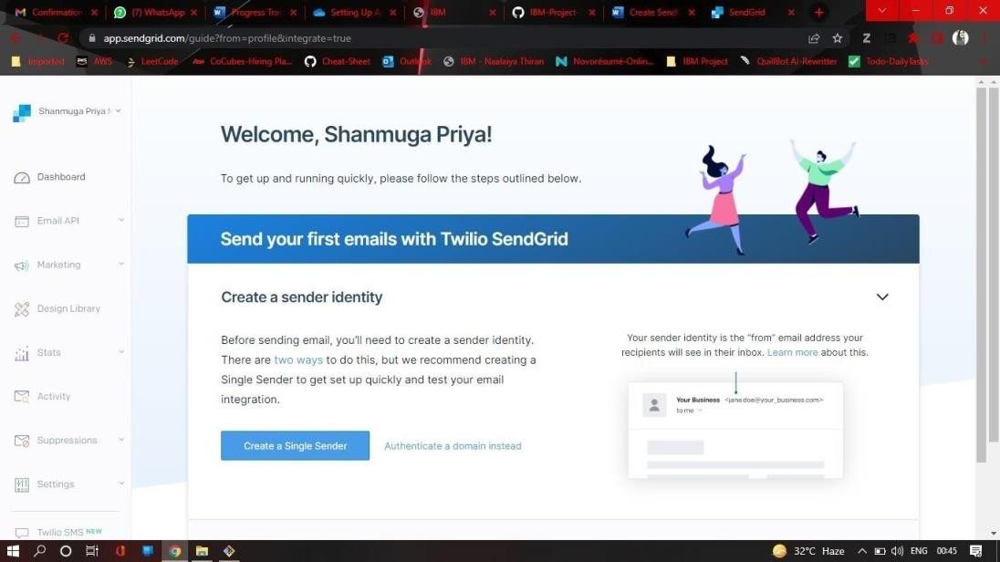 Confirmation
(7) WhatsApp
Progress Trac
Setting Up A
IBM
IBM-Project-
Create Send
SendGrid
app.sendgrid.com/guide?from=profile&integrate=true
Imported
AWS
LeetCode
CoCubes-Hiring Pla...
Cheat-Sheet
Outlook
IBM - Naalaiya Thiran
Novorésumé-Onlin...
IBM Project
QuillBot AI-Rewritter
Todo-DailyTasks
Shanmuga Priya
Dashboard
Email API
Marketing
Design Library
Stats
Activity
Suppressions
Settings
Twilio SMS NEW
Welcome, Shanmuga Priya!
To get up and running quickly, please follow the steps outlined below.
Send your first emails with Twilio SendGrid
Create a sender identity
Before sending email, you'll need to create a sender identity.
There are two ways to do this, but we recommend creating a
Single Sender to get set up quickly and test your email
integration.
Create a Single Sender
Authenticate a domain instead
Your sender identity is the "from" email address your
recipients will see in their inbox. Learn more about this.
Your Business <jane.doe@your_business.com>
to me
32°C Haze
ENG
00:45